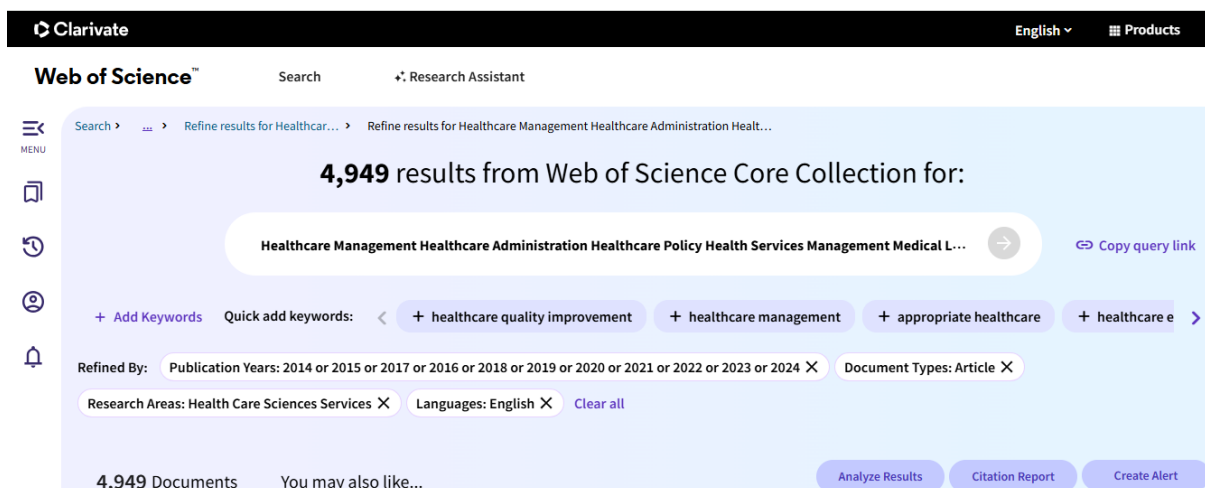 Clarivate English Products
Web of Science™ Search Research Assistant
MENU
Search › ... › Refine results for Healthcar... › Refine results for Healthcare Management Healthcare Administration Healt...
4,949 results from Web of Science Core Collection for:
Healthcare Management Healthcare Administration Healthcare Policy Health Services Management Medical L...
Copy query link
+ Add Keywords Quick add keywords: + healthcare quality improvement + healthcare management + appropriate healthcare + healthcare e
Refined By: Publication Years: 2014 or 2015 or 2017 or 2016 or 2018 or 2019 or 2020 or 2021 or 2022 or 2023 or 2024 Document Types: Article
Research Areas: Health Care Sciences Services Languages: English Clear all
4,949 Documents You may also like... Analyze Results Citation Report Create Alert